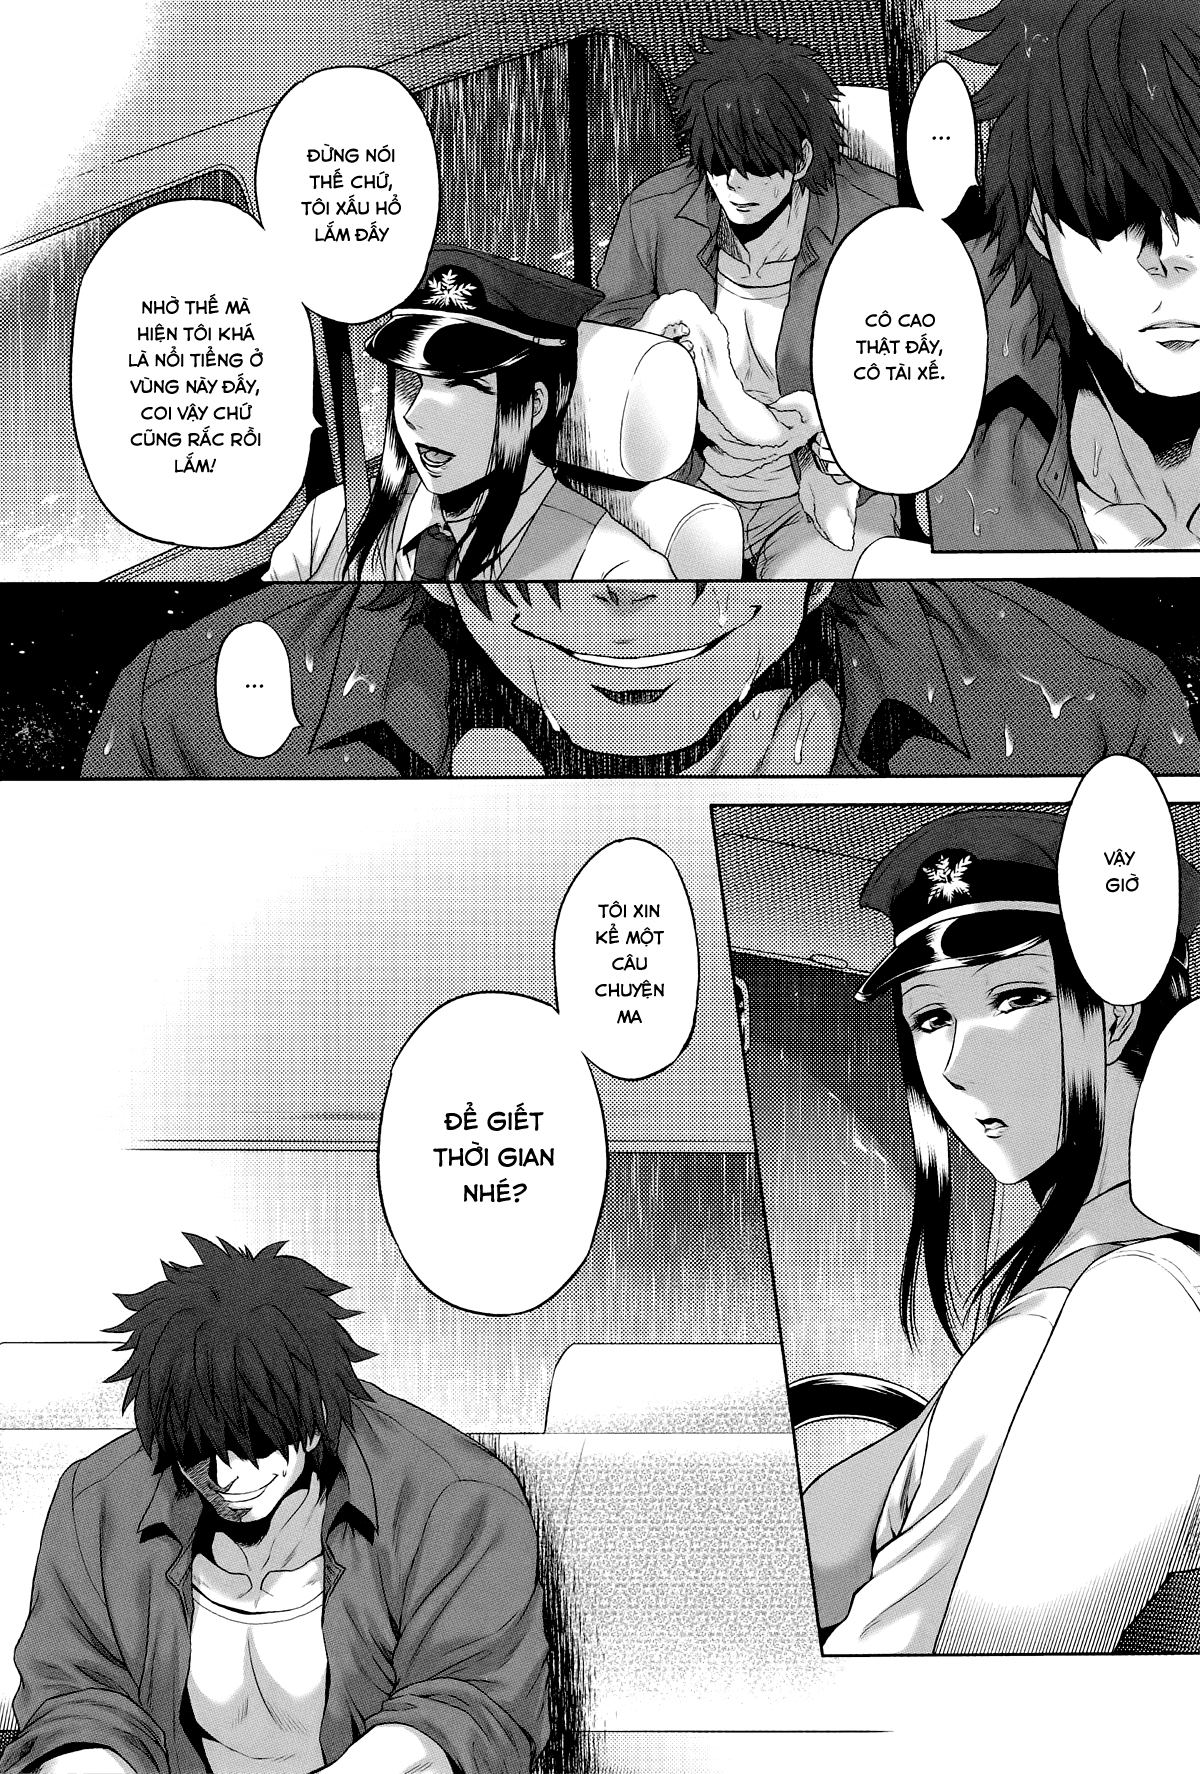 ...
CÔ CAO
THẬT ĐẤY,
CÔ TÀI XẾ.
ĐỪNG NÓI
THẾ CHỨ,
TÔI XẤU HỔ
LẮM ĐẤY
NHỜ THẾ MÀ
HIỆN TÔI KHÁ
LÀ NỔI TIẾNG Ở
VÙNG NÀY ĐẤY,
COI VẬY CHỨ
CŨNG RẮC RỒI
LẮM!
...
VẬY
GIỜ
TÔI XIN
KỂ MỘT
CÂU
CHUYỆN
MA
ĐỂ GIẾT
THỜI GIAN
NHÉ?